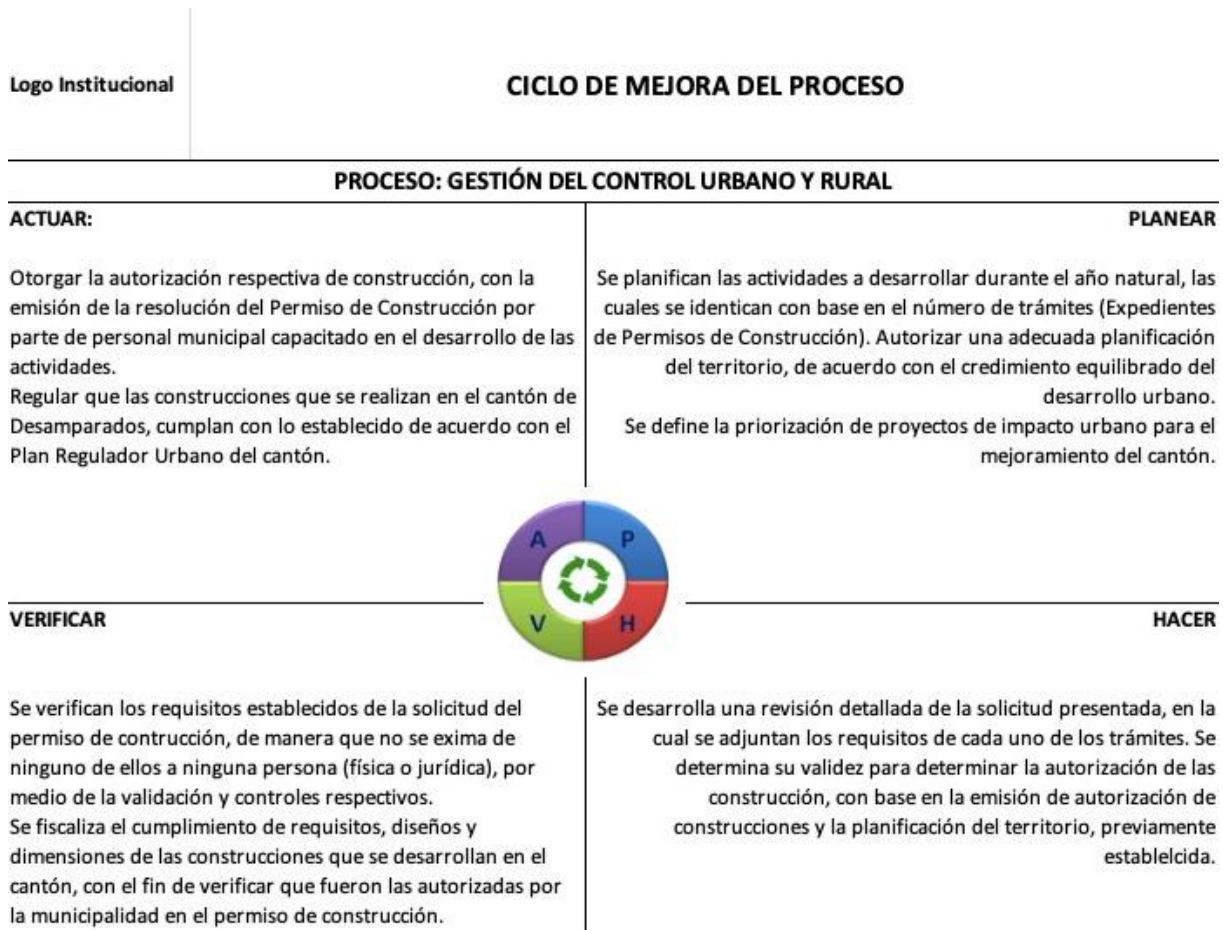 Logo Institucional
CICLO DE MEJORA DEL PROCESO
PROCESO: GESTIÓN DEL CONTROL URBANO Y RURAL
ACTUAR:
Otorgar la autorización respectiva de construcción, con la
emisión de la resolución del Permiso de Construcción por
parte de personal municipal capacitado en el desarrollo de las
actividades.
Regular que las construcciones que se realizan en el cantón de
Desamparados, cumplan con lo establecido de acuerdo con el
Plan Regulador Urbano del cantón.
PLANEAR
Se planifican las actividades a desarrollar durante el año natural, las
cuales se identican con base en el número de trámites (Expedientes
de Permisos de Construcción). Autorizar una adecuada planificación
del territorio, de acuerdo con el credimiento equilibrado del
desarrollo urbano.
Se define la priorización de proyectos de impacto urbano para el
mejoramiento del cantón.
A
P
V
H
VERIFICAR
Se verifican los requisitos establecidos de la solicitud del
permiso de contrucción, de manera que no se exima de
ninguno de ellos a ninguna persona (física o jurídica), por
medio de la validación y controles respectivos.
Se fiscaliza el cumplimiento de requisitos, diseños y
dimensiones de las construcciones que se desarrollan en el
cantón, con el fin de verificar que fueron las autorizadas por
la municipalidad en el permiso de construcción.
HACER
Se desarrolla una revisión detallada de la solicitud presentada, en la
cual se adjuntan los requisitos de cada uno de los trámites. Se
determina su validez para determinar la autorización de las
construcción, con base en la emisión de autorización de
construcciones y la planificación del territorio, previamente
establelcida.